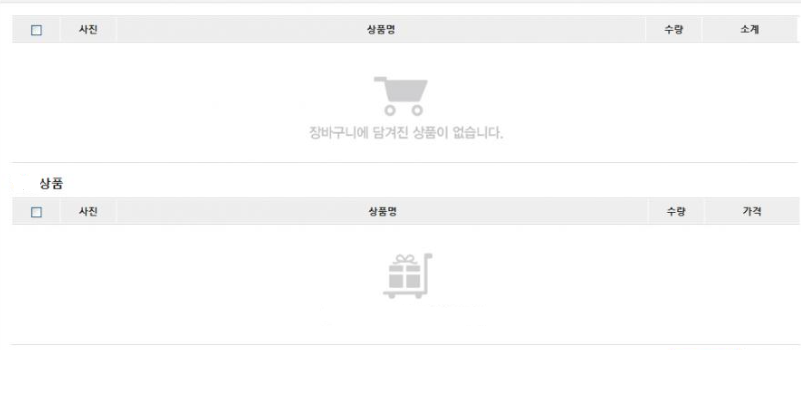 사진 상품명 수량 소계
장바구니에 담겨진 상품이 없습니다.
상품
사진 상품명 수량 가격